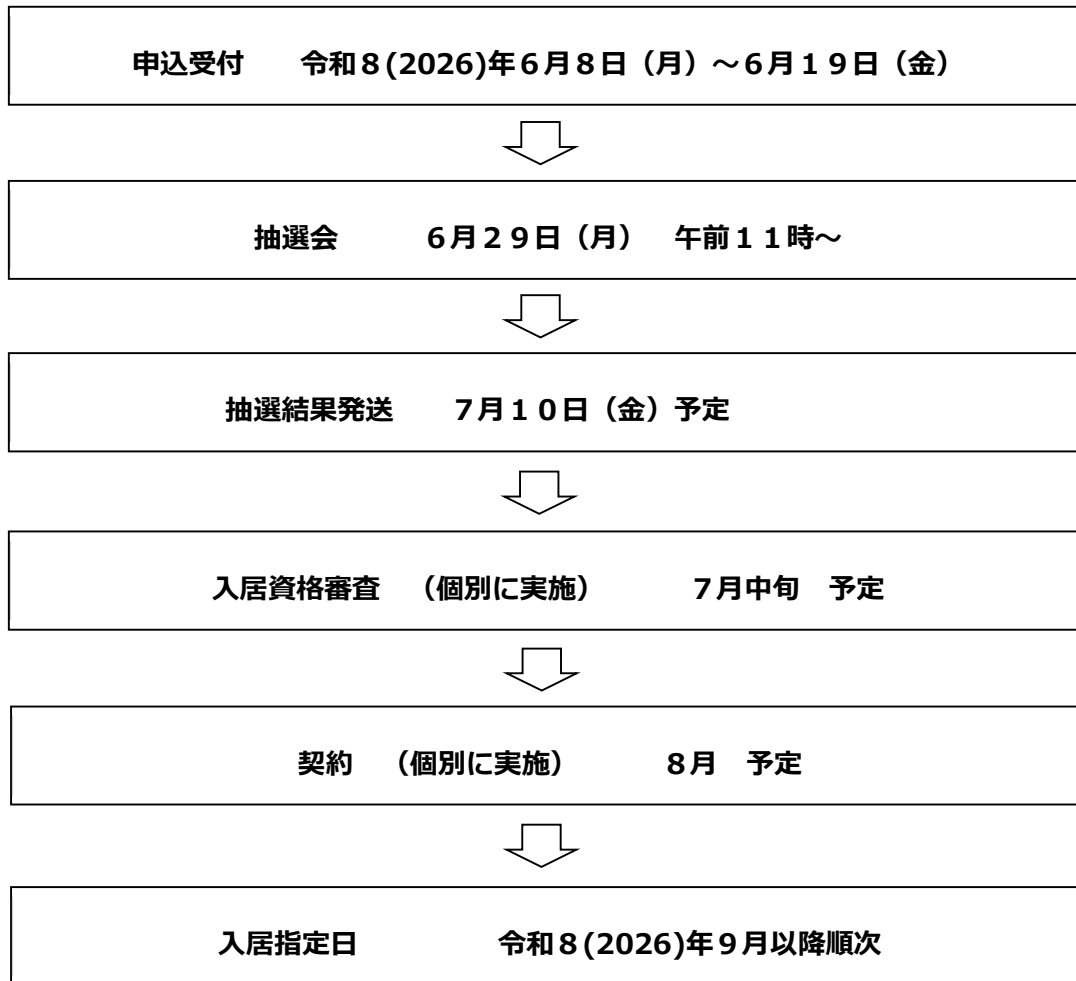 申込受付　　令和８(2026)年６月８日（月）～６月１９日（金）
抽選会　　　６月２９日（月）　午前１１時～
抽選結果発送　　７月１０日（金）予定
入居資格審査　（個別に実施）　　　７月中旬　予定
契約　（個別に実施）　　　８月　予定
入居指定日　　　　令和８(2026)年９月以降順次